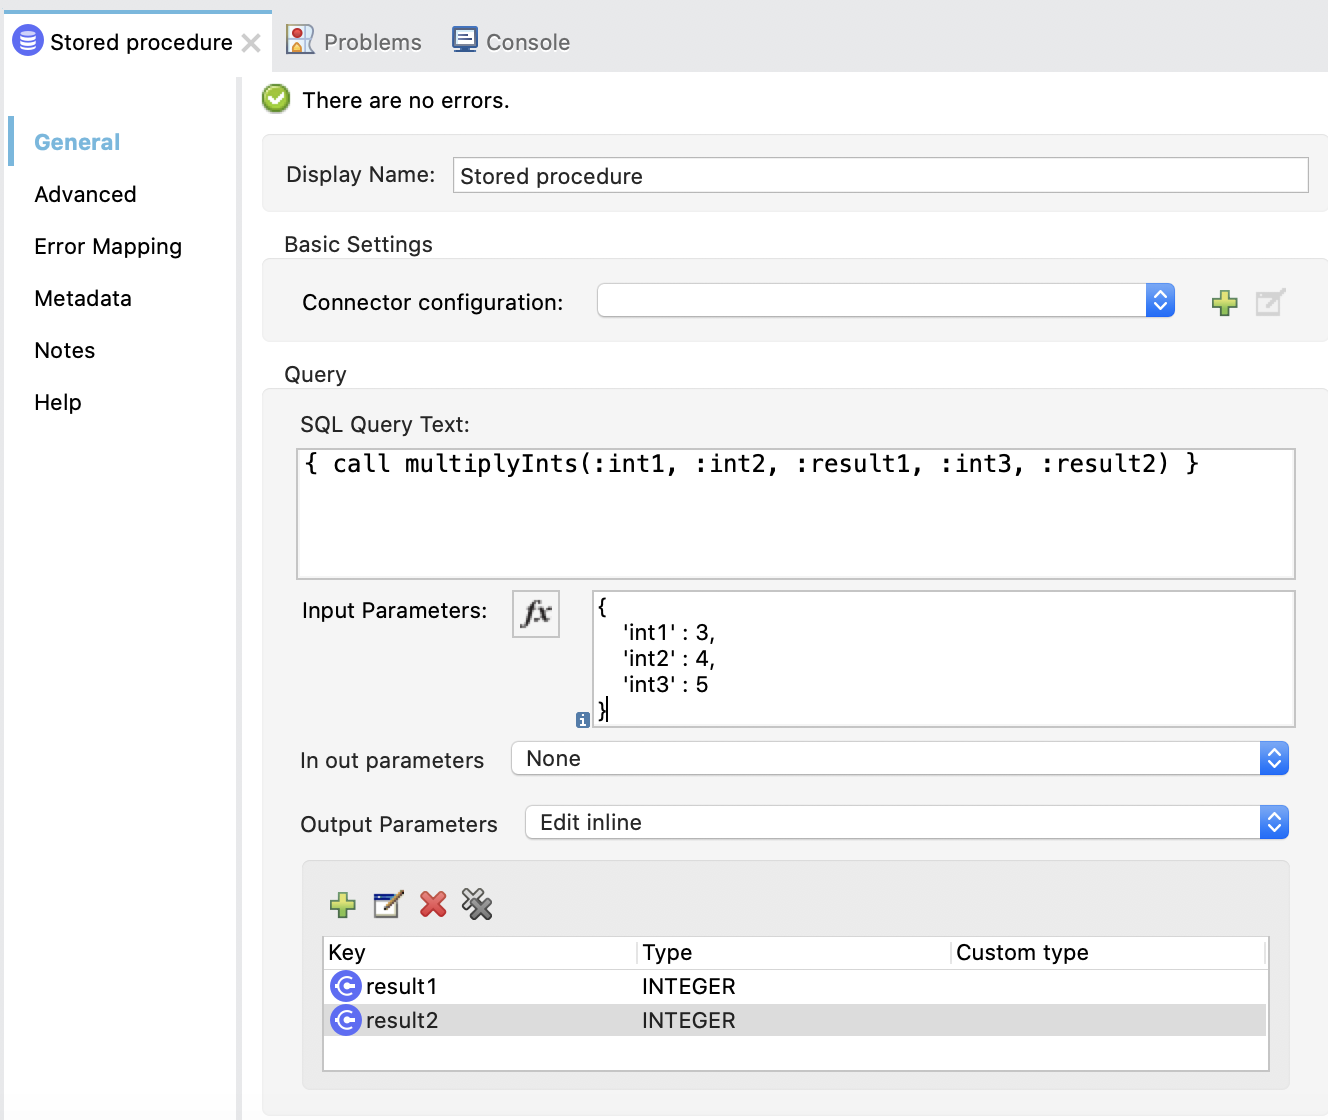 Stored procedure
Problems
Console
There are no errors.
General
Advanced
Error Mapping
Metadata
Notes
Help
Display Name:
Stored procedure
Basic Settings
Connector configuration:
Query
SQL Query Text:
{ call multiplyInts(:int1, :int2, :result1, :int3, :result2) }
Input Parameters:
fx
{
'int1' : 3,
'int2' : 4,
'int3' : 5
}
In out parameters
None
Output Parameters
Edit inline
Key Type Custom type
result1 INTEGER
result2 INTEGER